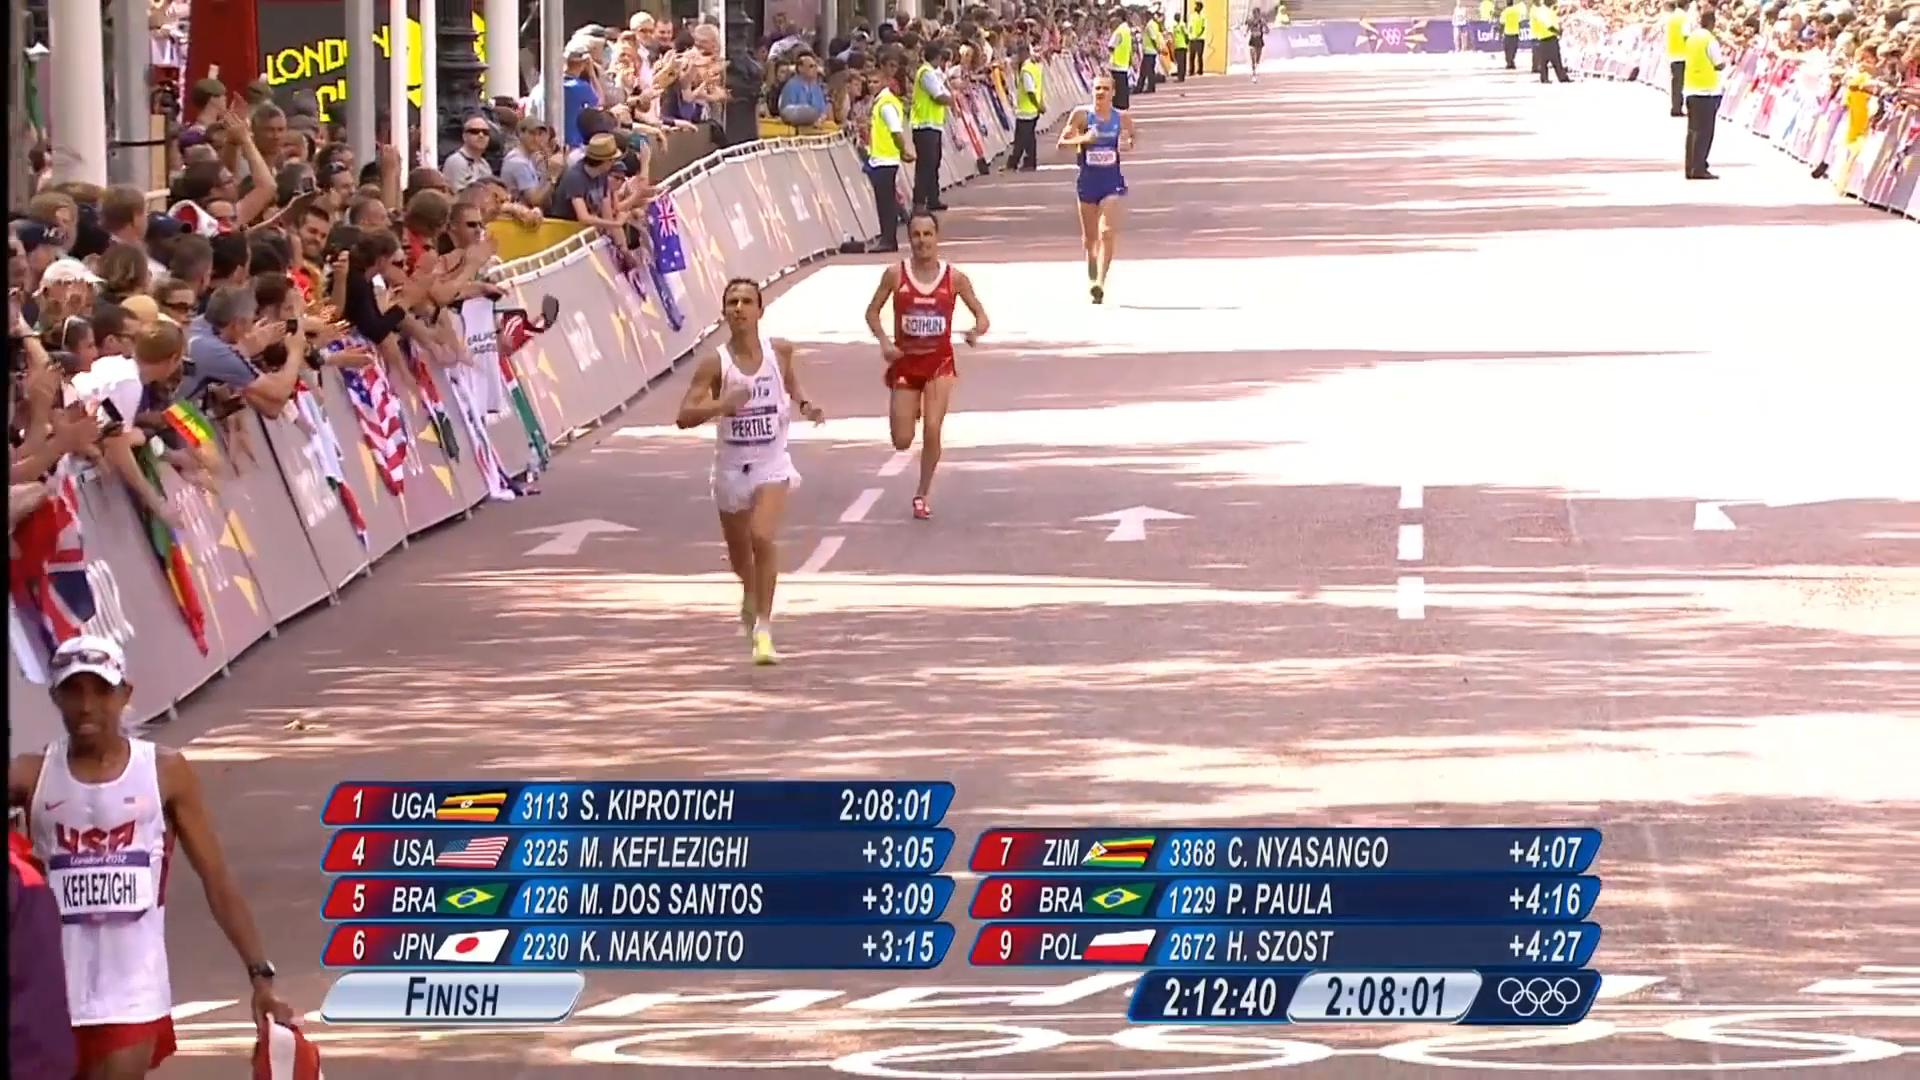 LONDON
PERTILE
ROTHLIN
USA
London 2012
KEFLEZIGHI
1 UGA 3113 S. KIPROTICH 2:08:01
4 USA 3225 M. KEFLEZIGHI +3:05
5 BRA 1226 M. DOS SANTOS +3:09
6 JPN 2230 K. NAKAMOTO +3:15
7 ZIM 3368 C. NYASANGO +4:07
8 BRA 1229 P. PAULA +4:16
9 POL 2672 H. SZOST +4:27
FINISH
2:12:40 2:08:01